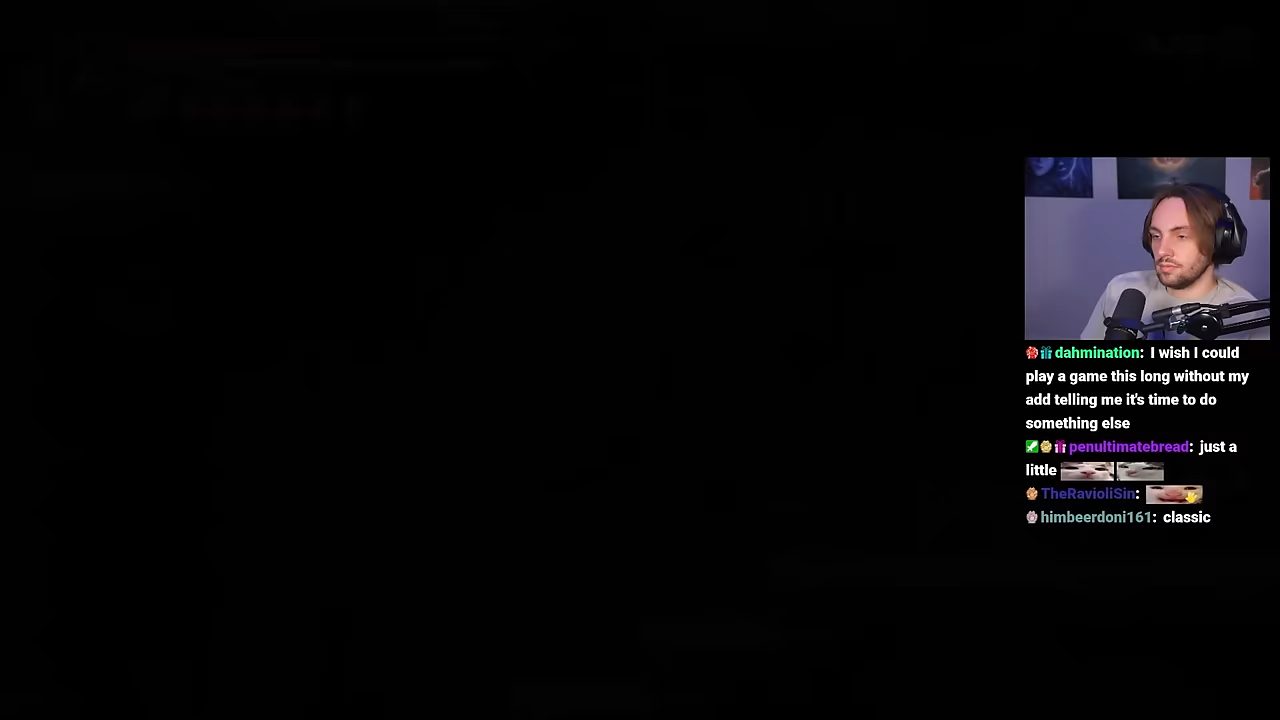 dahmination: I wish I could
play a game this long without my
add telling me it's time to do
something else
penultimatebread: just a
little
TheRavioliSin:
himbeerdoni161: classic